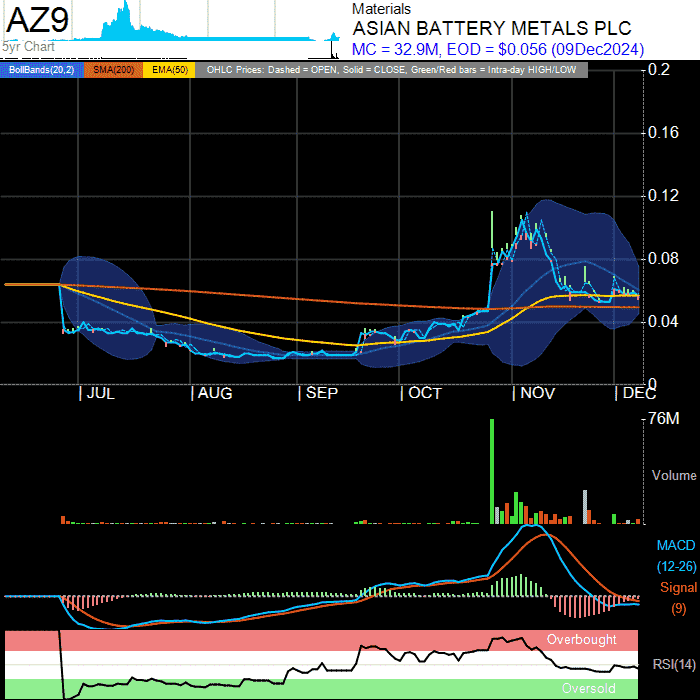 AZ9
5yr Chart
Materials
ASIAN BATTERY METALS PLC
MC = 32.9M, EOD = $0.056 (09Dec2024)
BollBands(20,2) SMA(200) EMA(50) OHLC Prices: Dashed = OPEN, Solid = CLOSE, Green/Red bars = Intra-day HIGH/LOW
0.2
0.16
0.12
0.08
0.04
0
JUL AUG SEP OCT NOV DEC
76M
Volume
MACD
(12-26)
Signal
(9)
Overbought
RSI(14)
Oversold